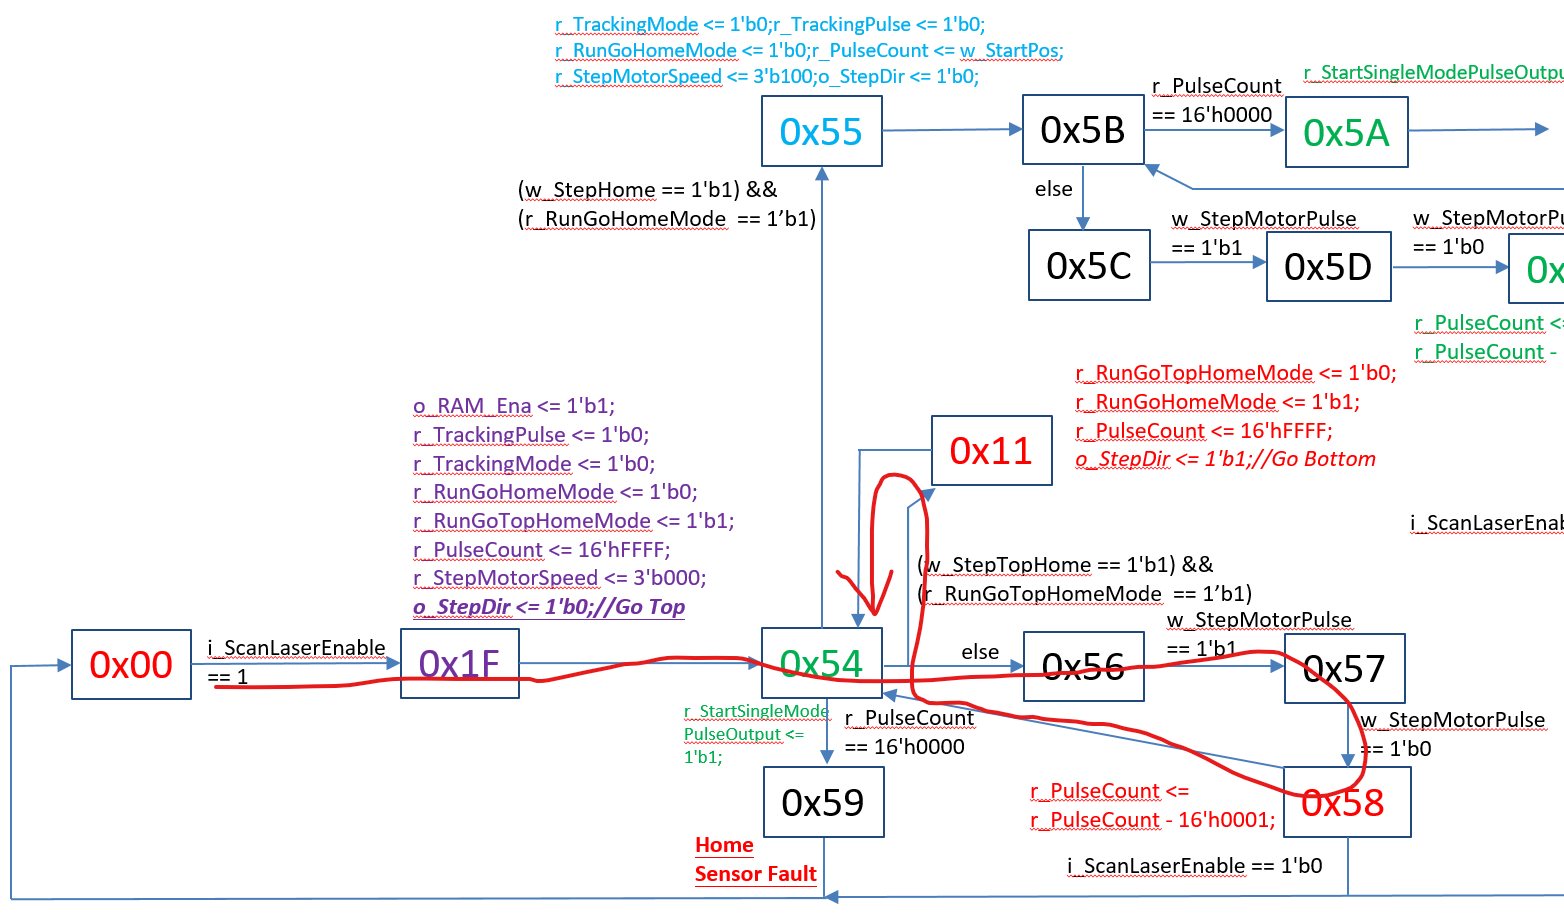 r_TrackingMode <= 1'b0;r_TrackingPulse <= 1'b0;
r_RunGoHomeMode <= 1'b0;r_PulseCount <= w_StartPos;
r_StepMotorSpeed <= 3'b100;o_StepDir <= 1'b0;
0x55
0x5B
r_PulseCount
== 16'h0000
r_StartSingleModePulseOutpu
0x5A
(w_StepHome == 1'b1) &&
(r_RunGoHomeMode == 1’b1)
else
0x5C
w_StepMotorPulse
== 1'b1
0x5D
w_StepMotorPu
== 1'b0
0x
r_PulseCount <=
r_PulseCount -
r_RunGoTopHomeMode <= 1'b0;
r_RunGoHomeMode <= 1'b1;
r_PulseCount <= 16'hFFFF;
o_StepDir <= 1'b1;//Go Bottom
0x11
o_RAM_Ena <= 1'b1;
r_TrackingPulse <= 1'b0;
r_TrackingMode <= 1'b0;
r_RunGoHomeMode <= 1'b0;
r_RunGoTopHomeMode <= 1'b1;
r_PulseCount <= 16'hFFFF;
r_StepMotorSpeed <= 3'b000;
o_StepDir <= 1'b0;//Go Top
i_ScanLaserEnab
(w_StepTopHome == 1'b1) &&
(r_RunGoTopHomeMode == 1’b1)
0x00
i_ScanLaserEnable
== 1
0x1F
0x54
else
0x56
w_StepMotorPulse
== 1'b1
0x57
r_StartSingleMode
PulseOutput <=
1'b1;
r_PulseCount
== 16'h0000
w_StepMotorPulse
== 1'b0
0x59
r_PulseCount <=
r_PulseCount - 16'h0001;
0x58
Home
Sensor Fault
i_ScanLaserEnable == 1'b0